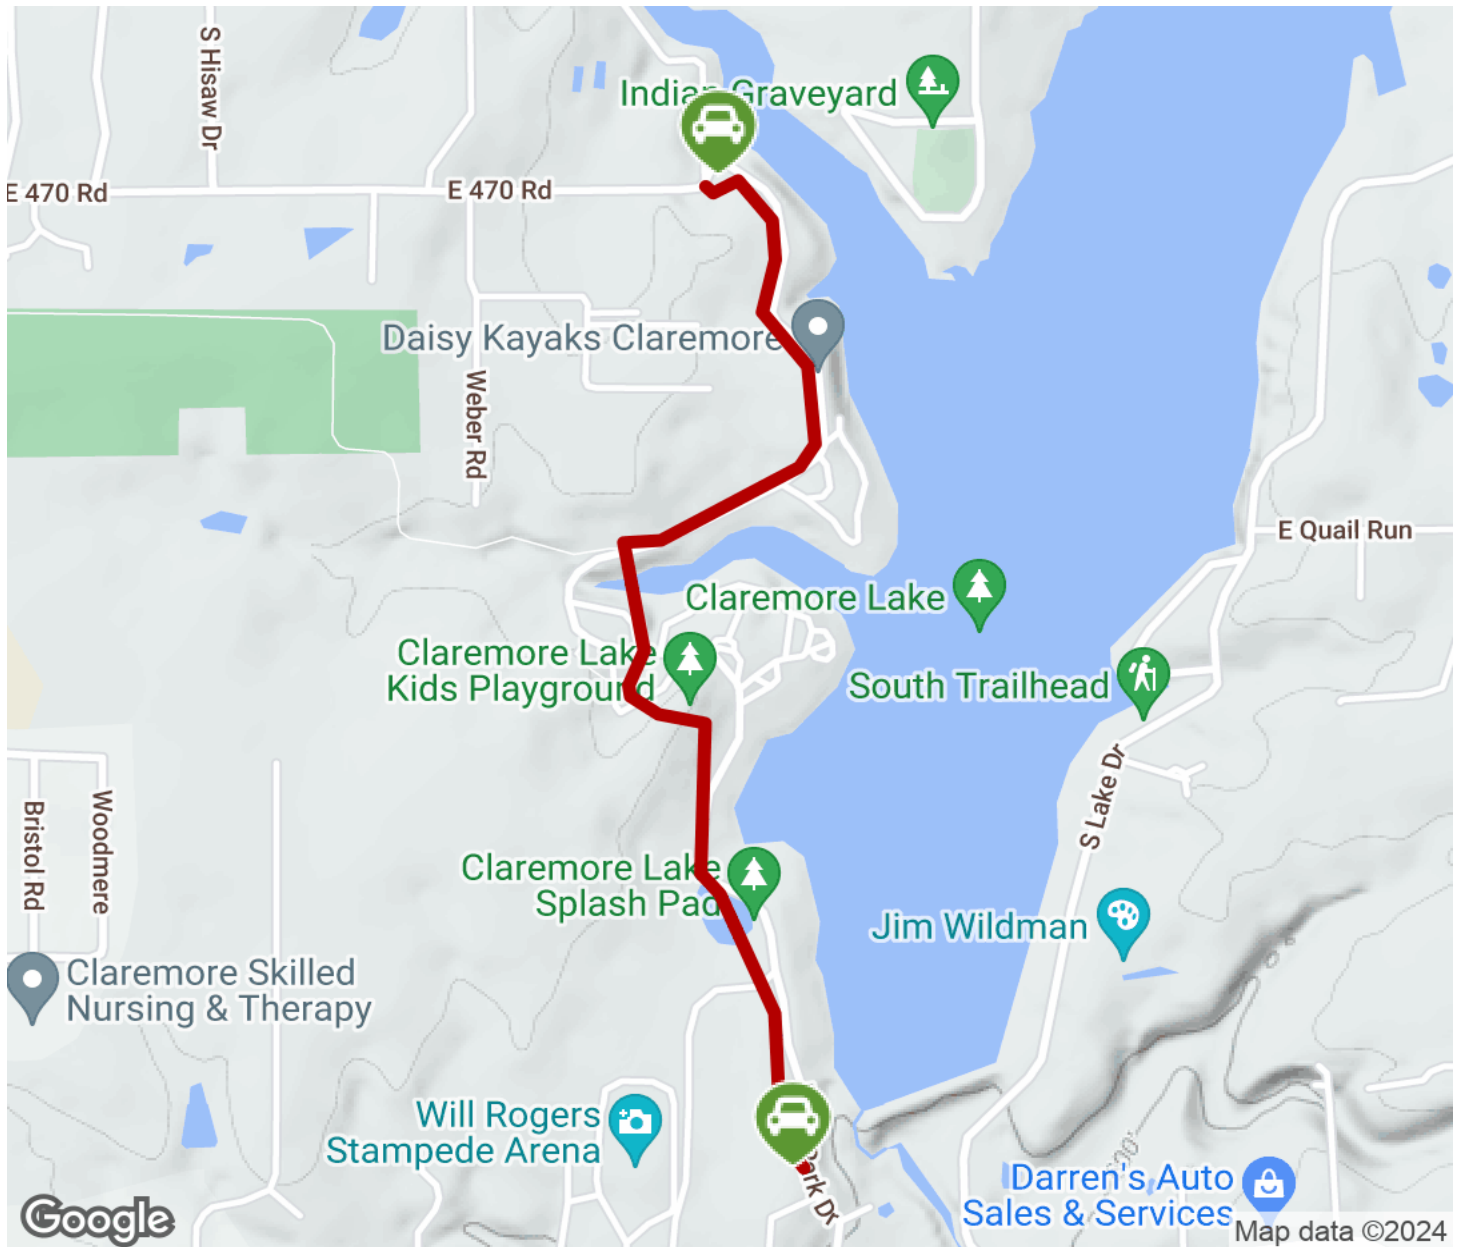 S Hisaw Dr
Indian Graveyard
E 470 Rd
E 470 Rd
Daisy Kayaks Claremore
Weber Rd
E Quail Run
Claremore Lake
Claremore Lake
Kids Playground
South Trailhead
S Lake Dr
Bristol Rd
Woodmere
Claremore Lake
Splash Pad
Jim Wildman
Claremore Skilled
Nursing & Therapy
Will Rogers
Stampede Arena
Park Dr
Darren's Auto
Sales & Services
Google
Map data ©2024